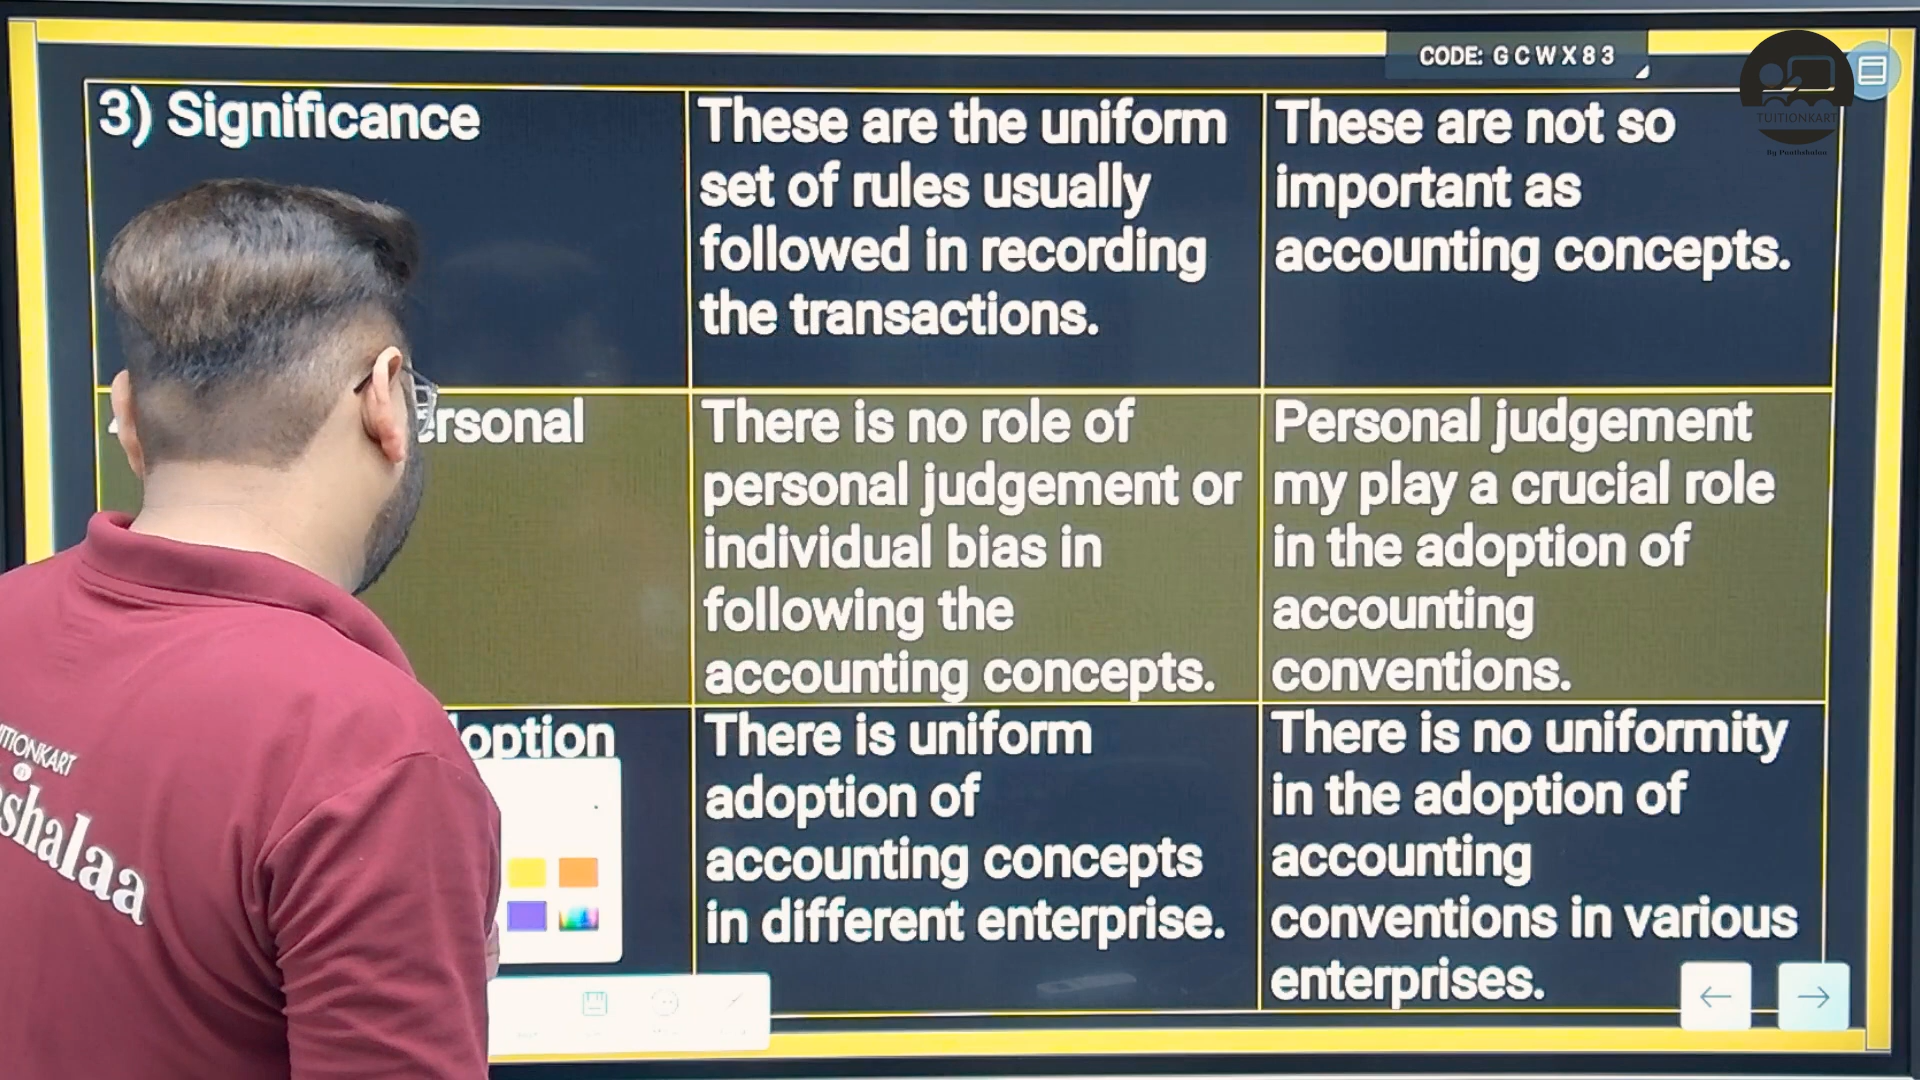 CODE: G C W X 8 3
TUITIONKART
3) Significance
These are the uniform
set of rules usually
followed in recording
the transactions.
These are not so
important as
accounting concepts.
There is no role of
personal judgement or
individual bias in
following the
accounting concepts.
Personal judgement
my play a crucial role
in the adoption of
accounting
conventions.
There is uniform
adoption of
accounting concepts
in different enterprise.
There is no uniformity
in the adoption of
accounting
conventions in various
enterprises.